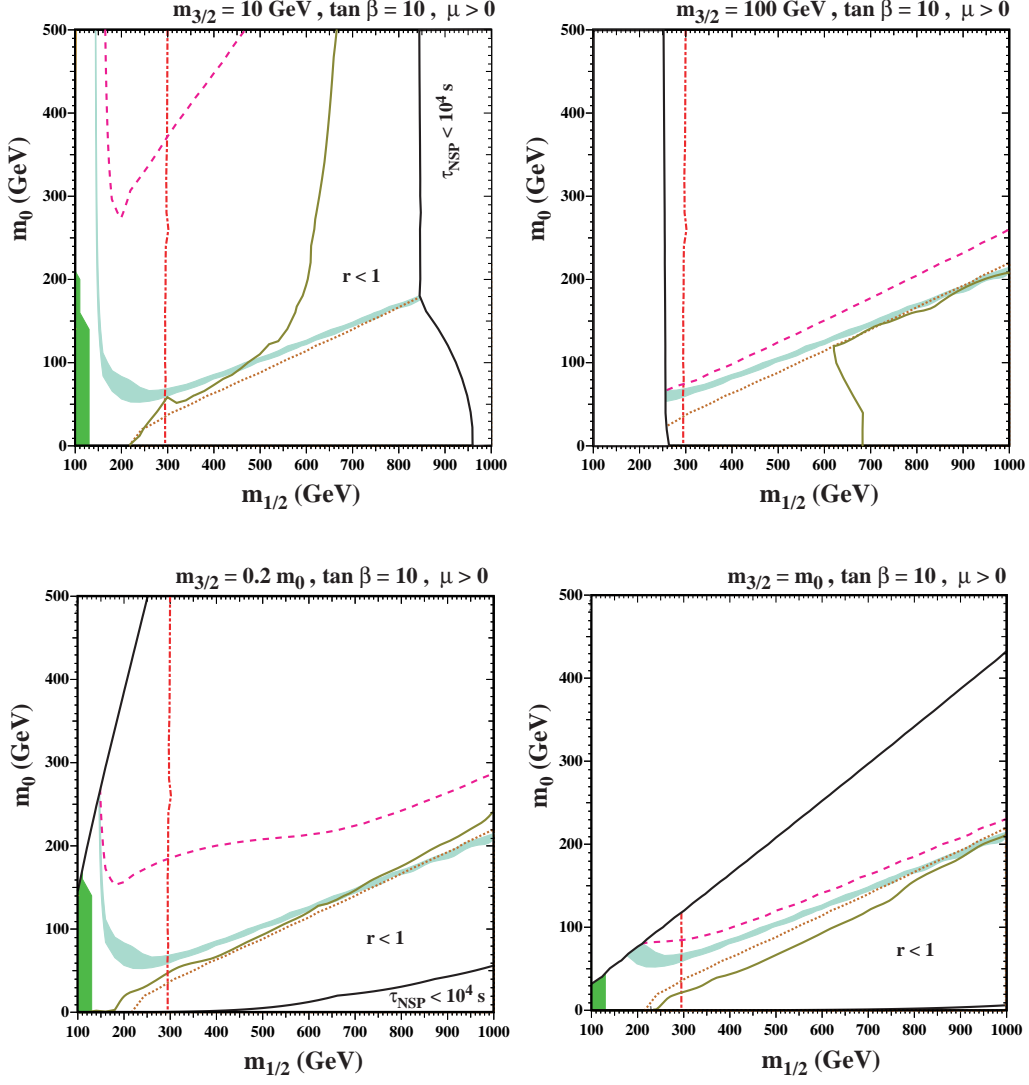 m3/2 = 10 GeV , tan β = 10 , μ > 0
500
400
300
200
100
0
m0 (GeV)
τNSP < 10^4 s
r < 1
100 200 300 400 500 600 700 800 900 1000
m1/2 (GeV)
m3/2 = 100 GeV , tan β = 10 , μ > 0
500
400
300
200
100
0
m0 (GeV)
100 200 300 400 500 600 700 800 900 1000
m1/2 (GeV)
m3/2 = 0.2 m0 , tan β = 10 , μ > 0
500
400
300
200
100
0
m0 (GeV)
r < 1
τNSP < 10^4 s
100 200 300 400 500 600 700 800 900 1000
m1/2 (GeV)
m3/2 = m0 , tan β = 10 , μ > 0
500
400
300
200
100
0
m0 (GeV)
r < 1
100 200 300 400 500 600 700 800 900 1000
m1/2 (GeV)